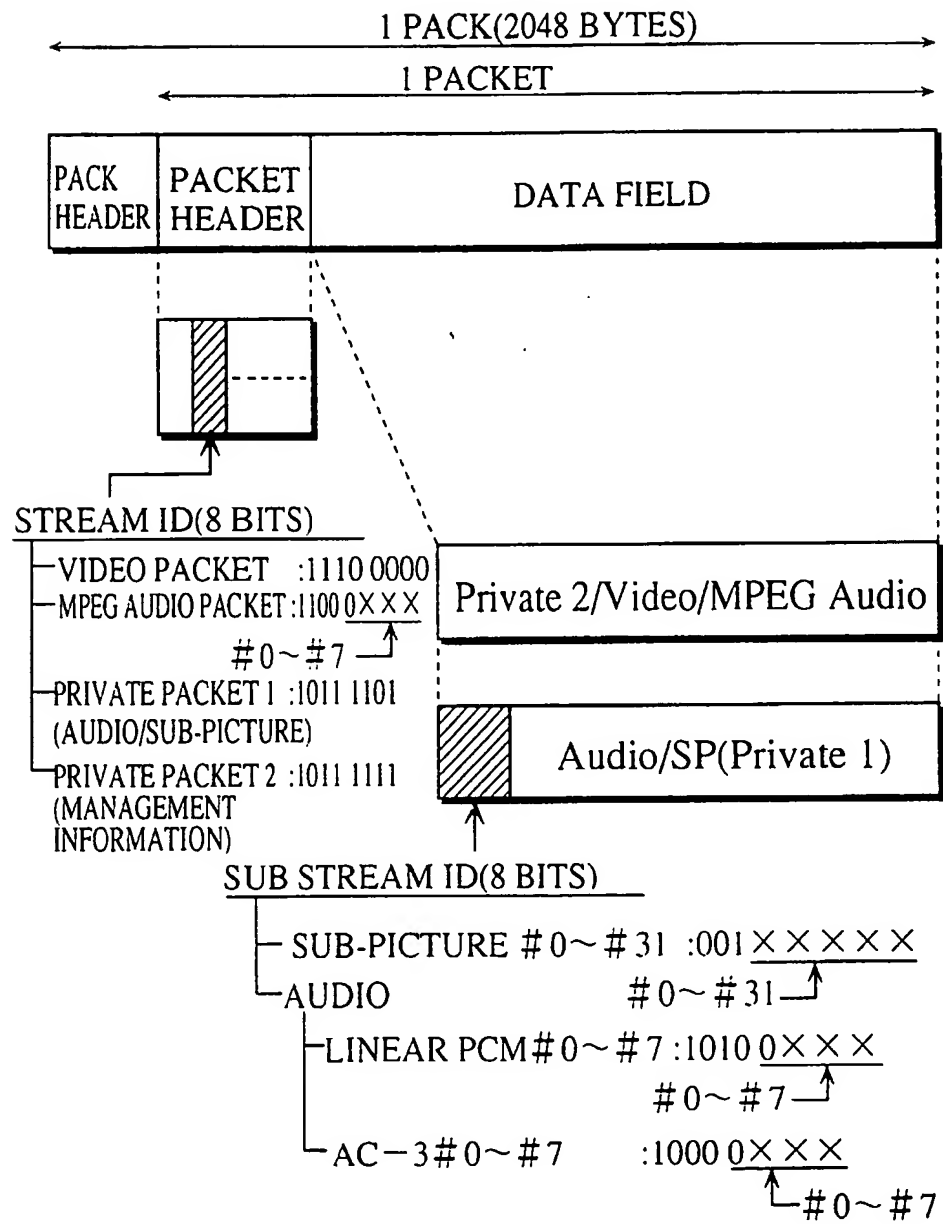 1 PACK(2048 BYTES)
1 PACKET
PACK HEADER
PACKET HEADER
DATA FIELD
STREAM ID(8 BITS)
VIDEO PACKET :1110 0000
MPEG AUDIO PACKET :1100 0×××
#0~#7
PRIVATE PACKET 1 :1011 1101
(AUDIO/SUB-PICTURE)
PRIVATE PACKET 2 :1011 1111
(MANAGEMENT
INFORMATION)
Private 2/Video/MPEG Audio
Audio/SP(Private 1)
SUB STREAM ID(8 BITS)
SUB-PICTURE #0~#31 :001×××××
#0~#31
AUDIO
LINEAR PCM#0~#7 :1010 0×××
#0~#7
AC-3#0~#7 :1000 0×××
#0~#7